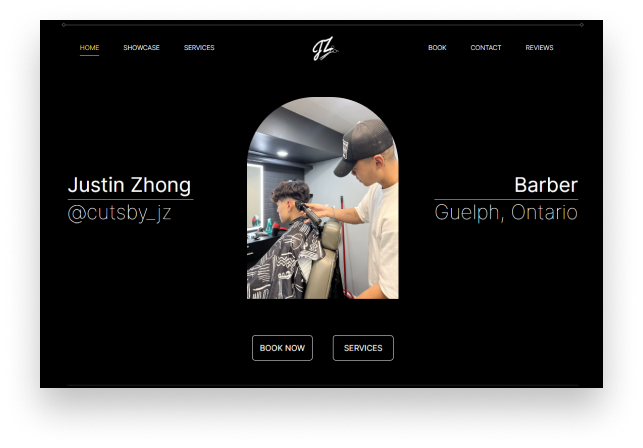 HOME SHOWCASE SERVICES JZ BOOK CONTACT REVIEWS
Justin Zhong
@cutsby_jz
Barber
Guelph, Ontario
BOOK NOW SERVICES